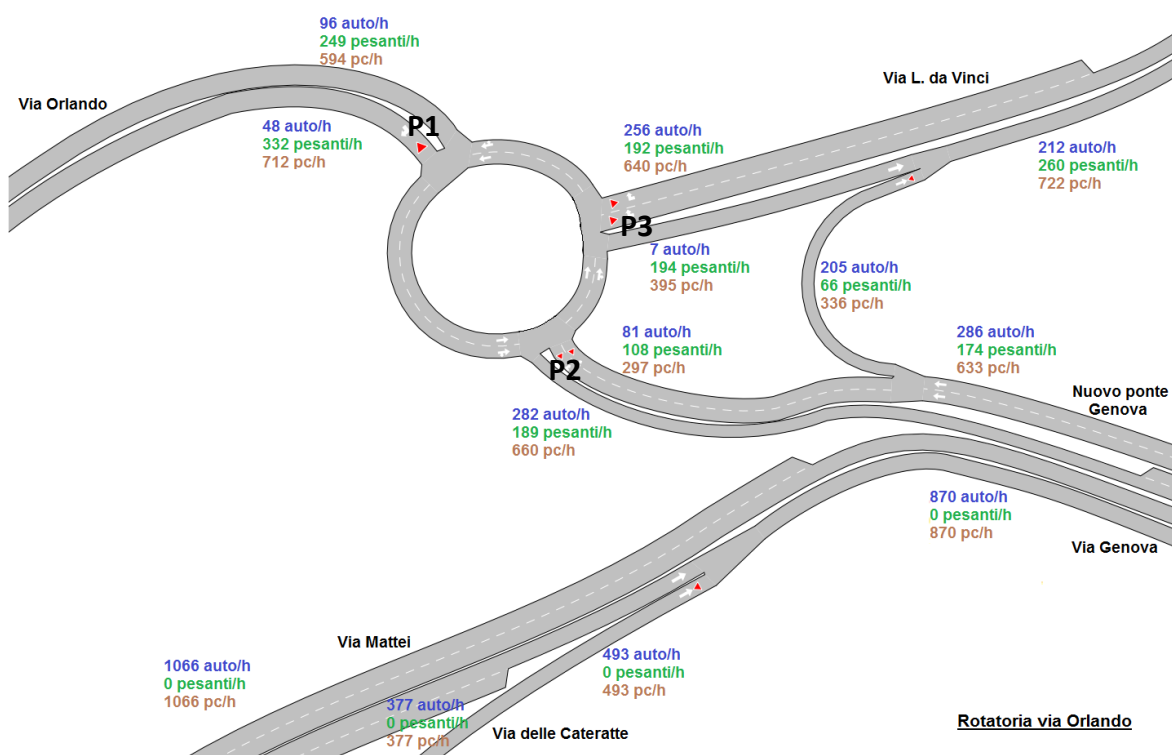 96 auto/h
249 pesanti/h
594 pc/h
Via Orlando
Via L. da Vinci
P1
48 auto/h
332 pesanti/h
712 pc/h
256 auto/h
192 pesanti/h
640 pc/h
212 auto/h
260 pesanti/h
722 pc/h
P3
7 auto/h
194 pesanti/h
395 pc/h
205 auto/h
66 pesanti/h
336 pc/h
81 auto/h
108 pesanti/h
297 pc/h
286 auto/h
174 pesanti/h
633 pc/h
P2
Nuovo ponte
Genova
282 auto/h
189 pesanti/h
660 pc/h
870 auto/h
0 pesanti/h
870 pc/h
Via Genova
Via Mattei
1066 auto/h
0 pesanti/h
1066 pc/h
493 auto/h
0 pesanti/h
493 pc/h
377 auto/h
0 pesanti/h
377 pc/h
Via delle Cateratte
Rotatoria via Orlando